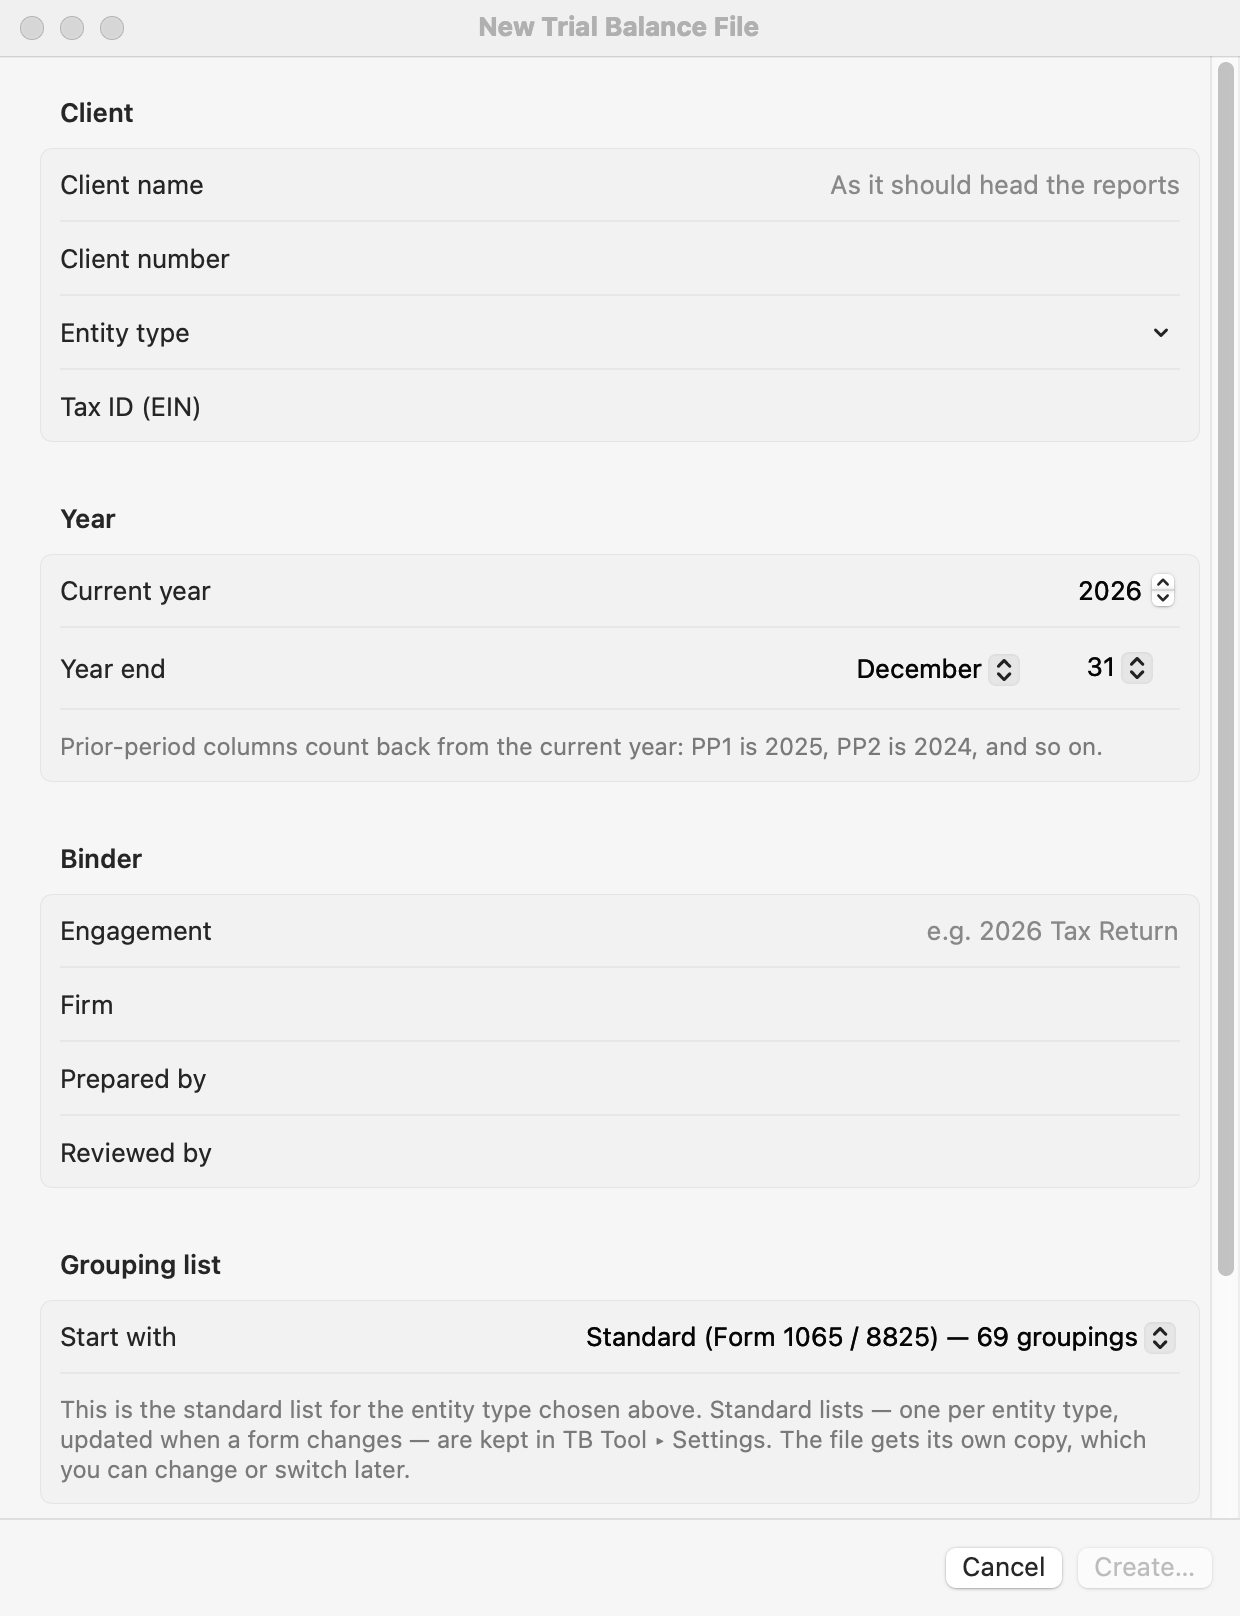 New Trial Balance File
Client
Client name As it should head the reports
Client number
Entity type
Tax ID (EIN)
Year
Current year 2026
Year end December 31
Prior-period columns count back from the current year: PP1 is 2025, PP2 is 2024, and so on.
Binder
Engagement e.g. 2026 Tax Return
Firm
Prepared by
Reviewed by
Grouping list
Start with Standard (Form 1065 / 8825) — 69 groupings
This is the standard list for the entity type chosen above. Standard lists — one per entity type,
updated when a form changes — are kept in TB Tool ‣ Settings. The file gets its own copy, which
you can change or switch later.
Cancel Create...